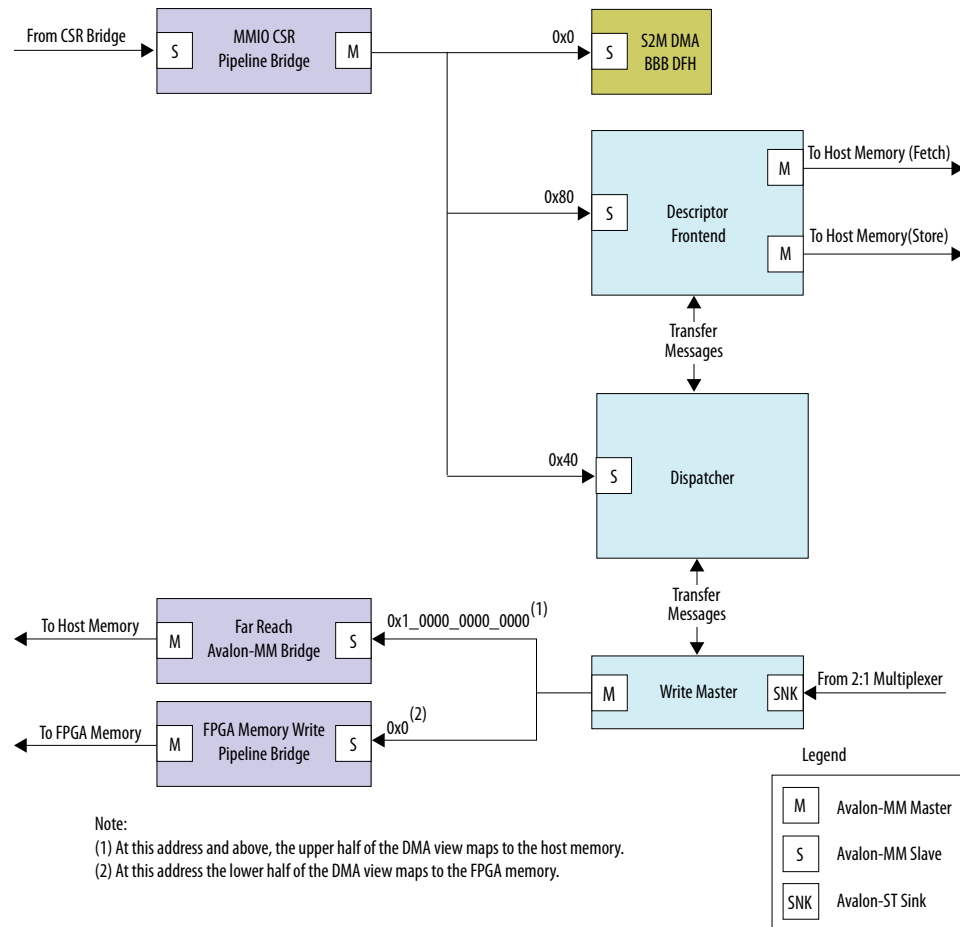 From CSR Bridge
S
MMIO CSR
Pipeline Bridge
M
0x0
S
S2M DMA
BBB DFH
0x80
S
Descriptor
Frontend
M
To Host Memory (Fetch)
M
To Host Memory(Store)
Transfer
Messages
0x40
S
Dispatcher
Transfer
Messages
To Host Memory
M
Far Reach
Avalon-MM Bridge
S
0x1_0000_0000_0000(1)
M
Write Master
SNK
From 2:1 Multiplexer
To FPGA Memory
M
FPGA Memory Write
Pipeline Bridge
S
0x0(2)
Legend
M
Avalon-MM Master
S
Avalon-MM Slave
SNK
Avalon-ST Sink
Note:
(1) At this address and above, the upper half of the DMA view maps to the host memory.
(2) At this address the lower half of the DMA view maps to the FPGA memory.